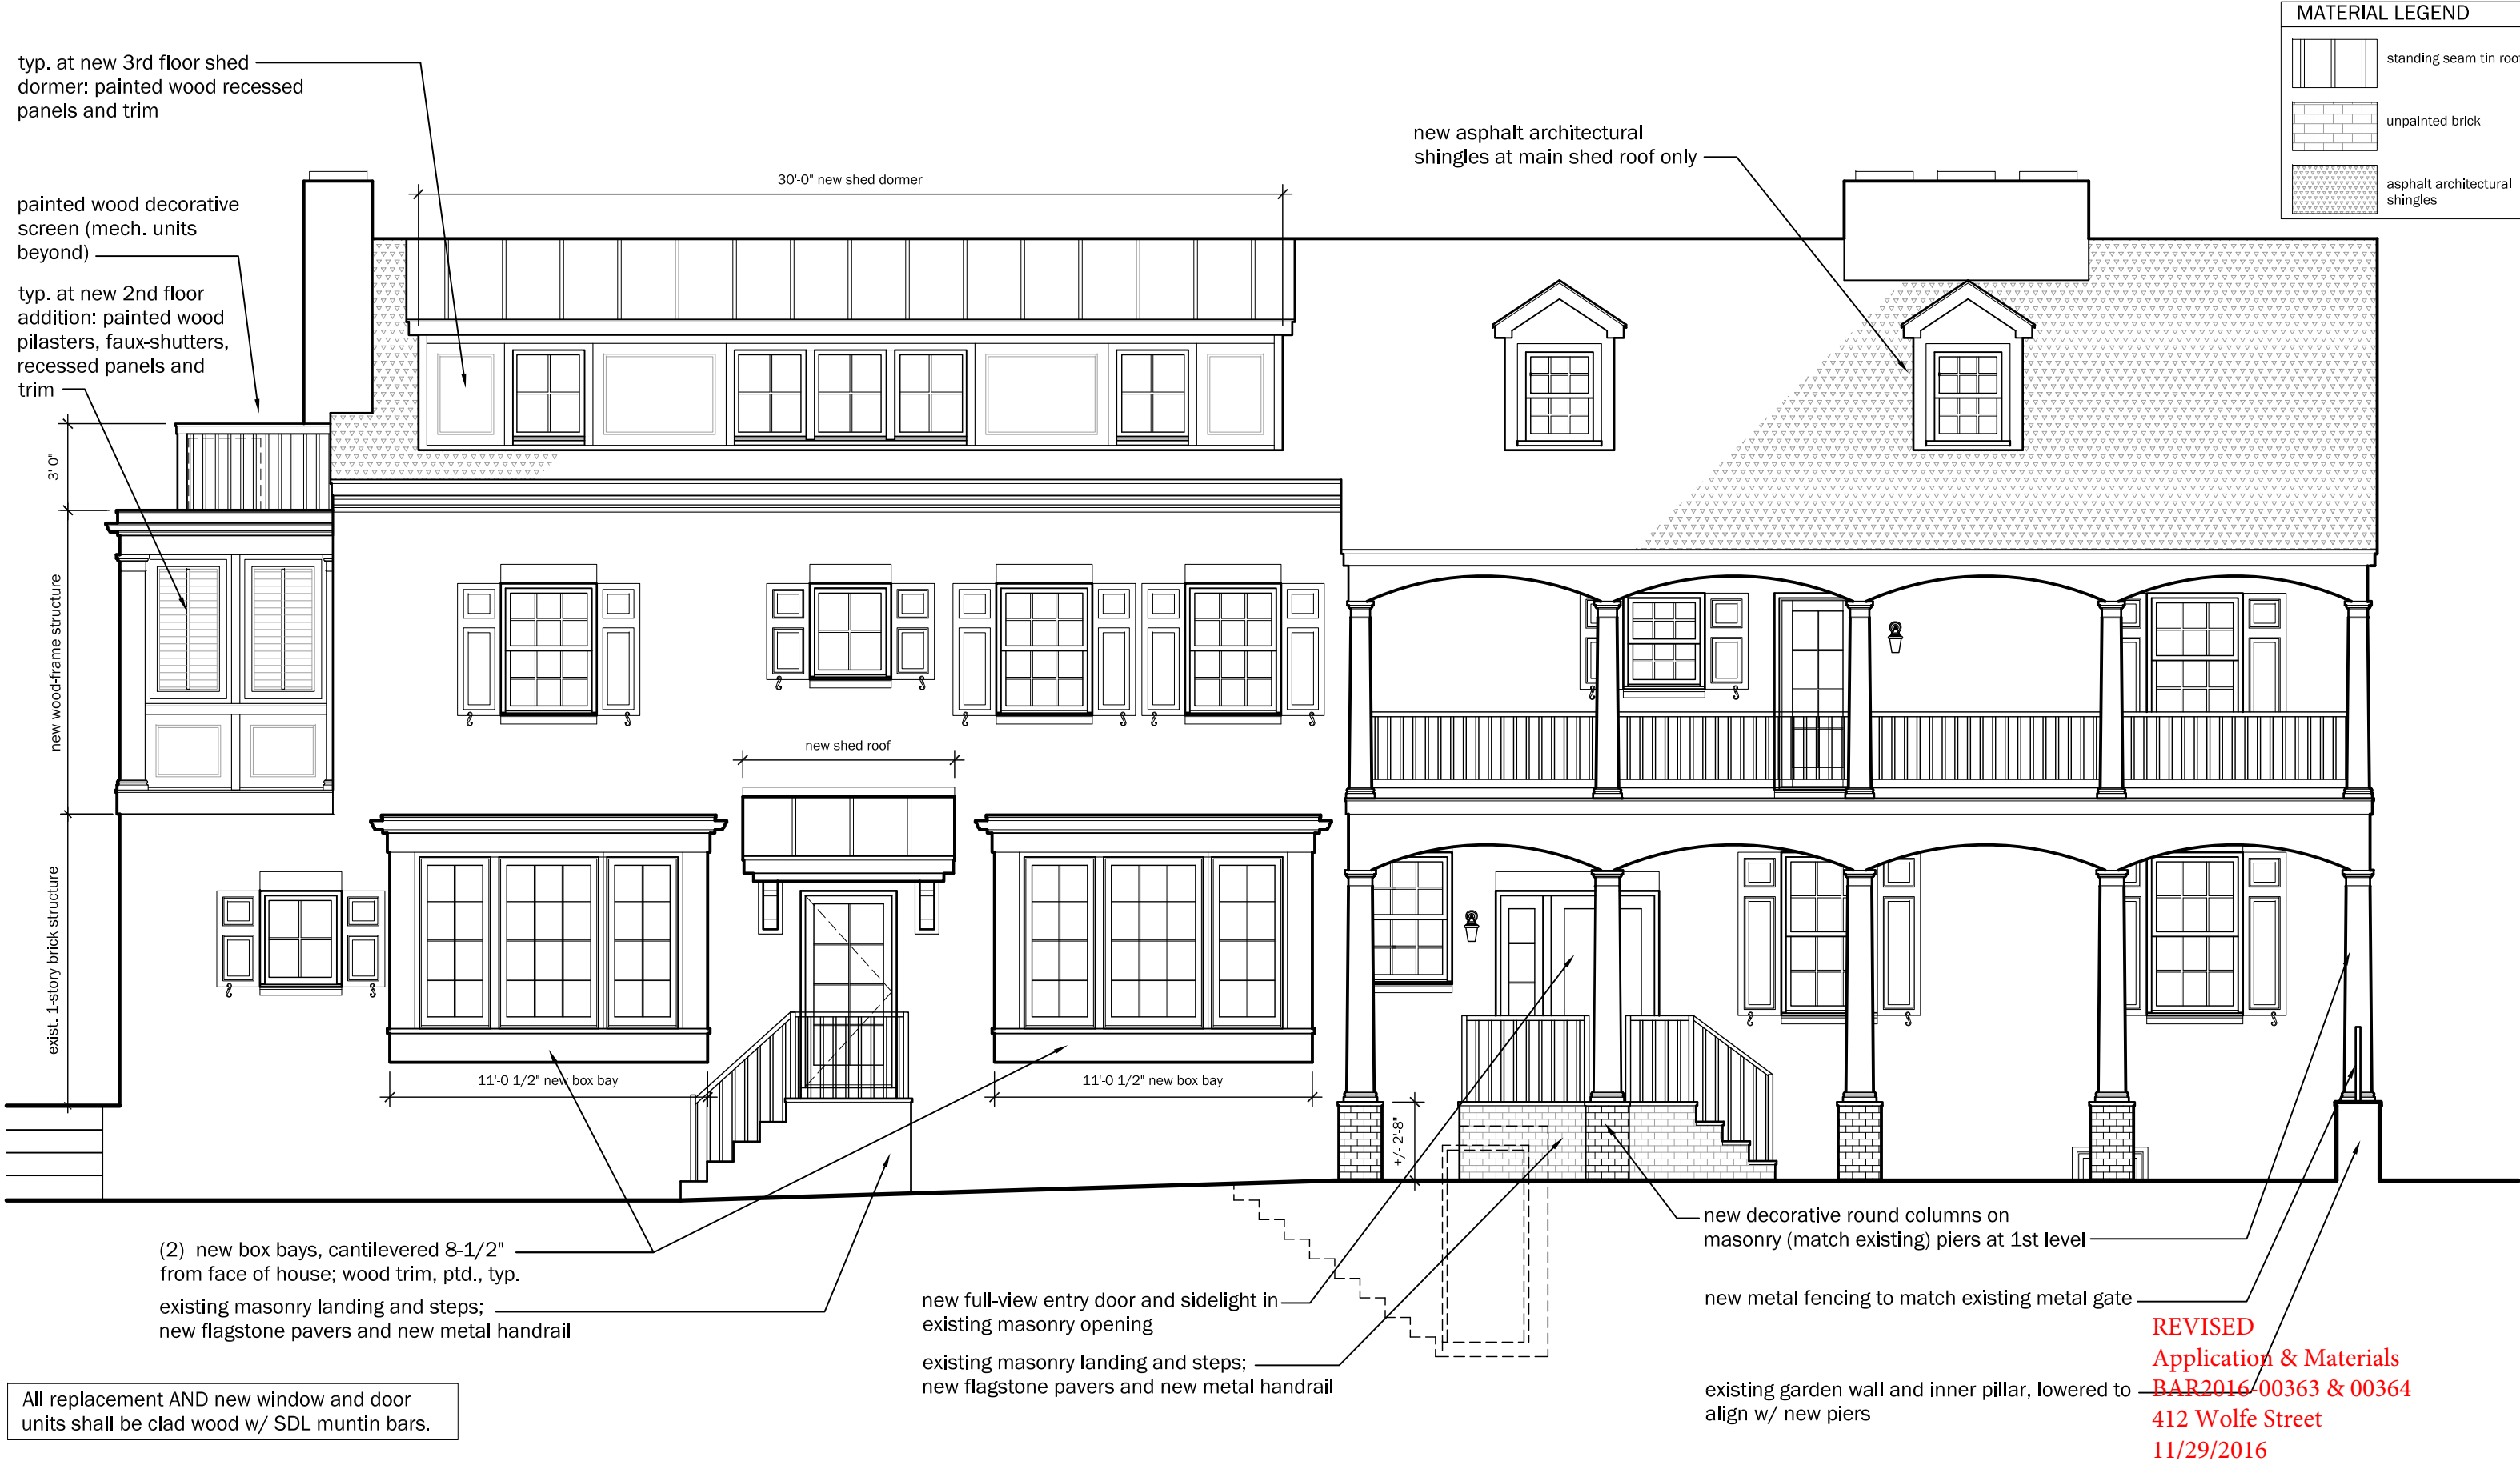 MATERIAL LEGEND
standing seam tin roo
unpainted brick
asphalt architectural
shingles
typ. at new 3rd floor shed
dormer: painted wood recessed
panels and trim
new asphalt architectural
shingles at main shed roof only
30'-0" new shed dormer
painted wood decorative
screen (mech. units
beyond)
typ. at new 2nd floor
addition: painted wood
pilasters, faux-shutters,
recessed panels and
trim
3'-0"
new wood-frame structure
exist. 1-story brick structure
new shed roof
11'-0 1/2" new box bay
11'-0 1/2" new box bay
+/- 2'-8"
(2) new box bays, cantilevered 8-1/2"
from face of house; wood trim, ptd., typ.
existing masonry landing and steps;
new flagstone pavers and new metal handrail
new full-view entry door and sidelight in
existing masonry opening
existing masonry landing and steps;
new flagstone pavers and new metal handrail
new decorative round columns on
masonry (match existing) piers at 1st level
new metal fencing to match existing metal gate
existing garden wall and inner pillar, lowered to
align w/ new piers
REVISED
Application & Materials
BAR2016-00363 & 00364
412 Wolfe Street
11/29/2016
All replacement AND new window and door
units shall be clad wood w/ SDL muntin bars.